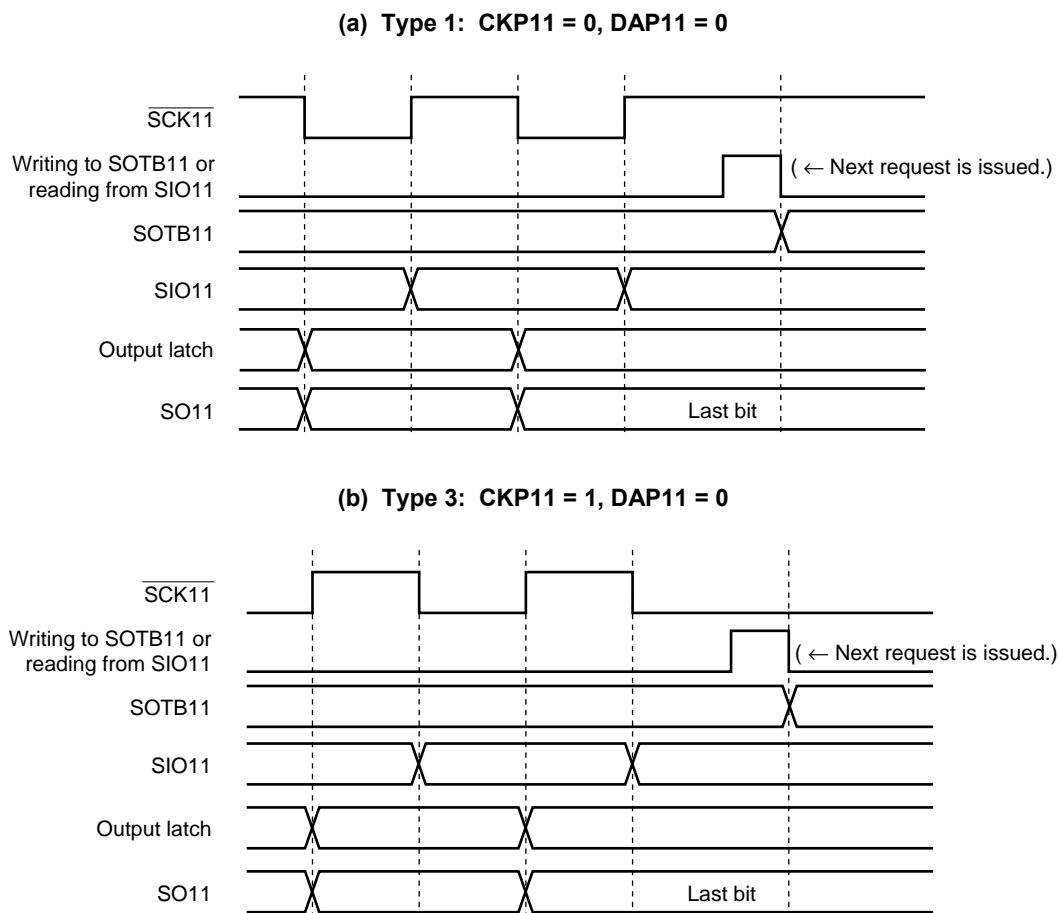 (a) Type 1: CKP11 = 0, DAP11 = 0
SCK11
Writing to SOTB11 or
reading from SIO11
( ← Next request is issued.)
SOTB11
SIO11
Output latch
SO11
Last bit
(b) Type 3: CKP11 = 1, DAP11 = 0
SCK11
Writing to SOTB11 or
reading from SIO11
( ← Next request is issued.)
SOTB11
SIO11
Output latch
SO11
Last bit